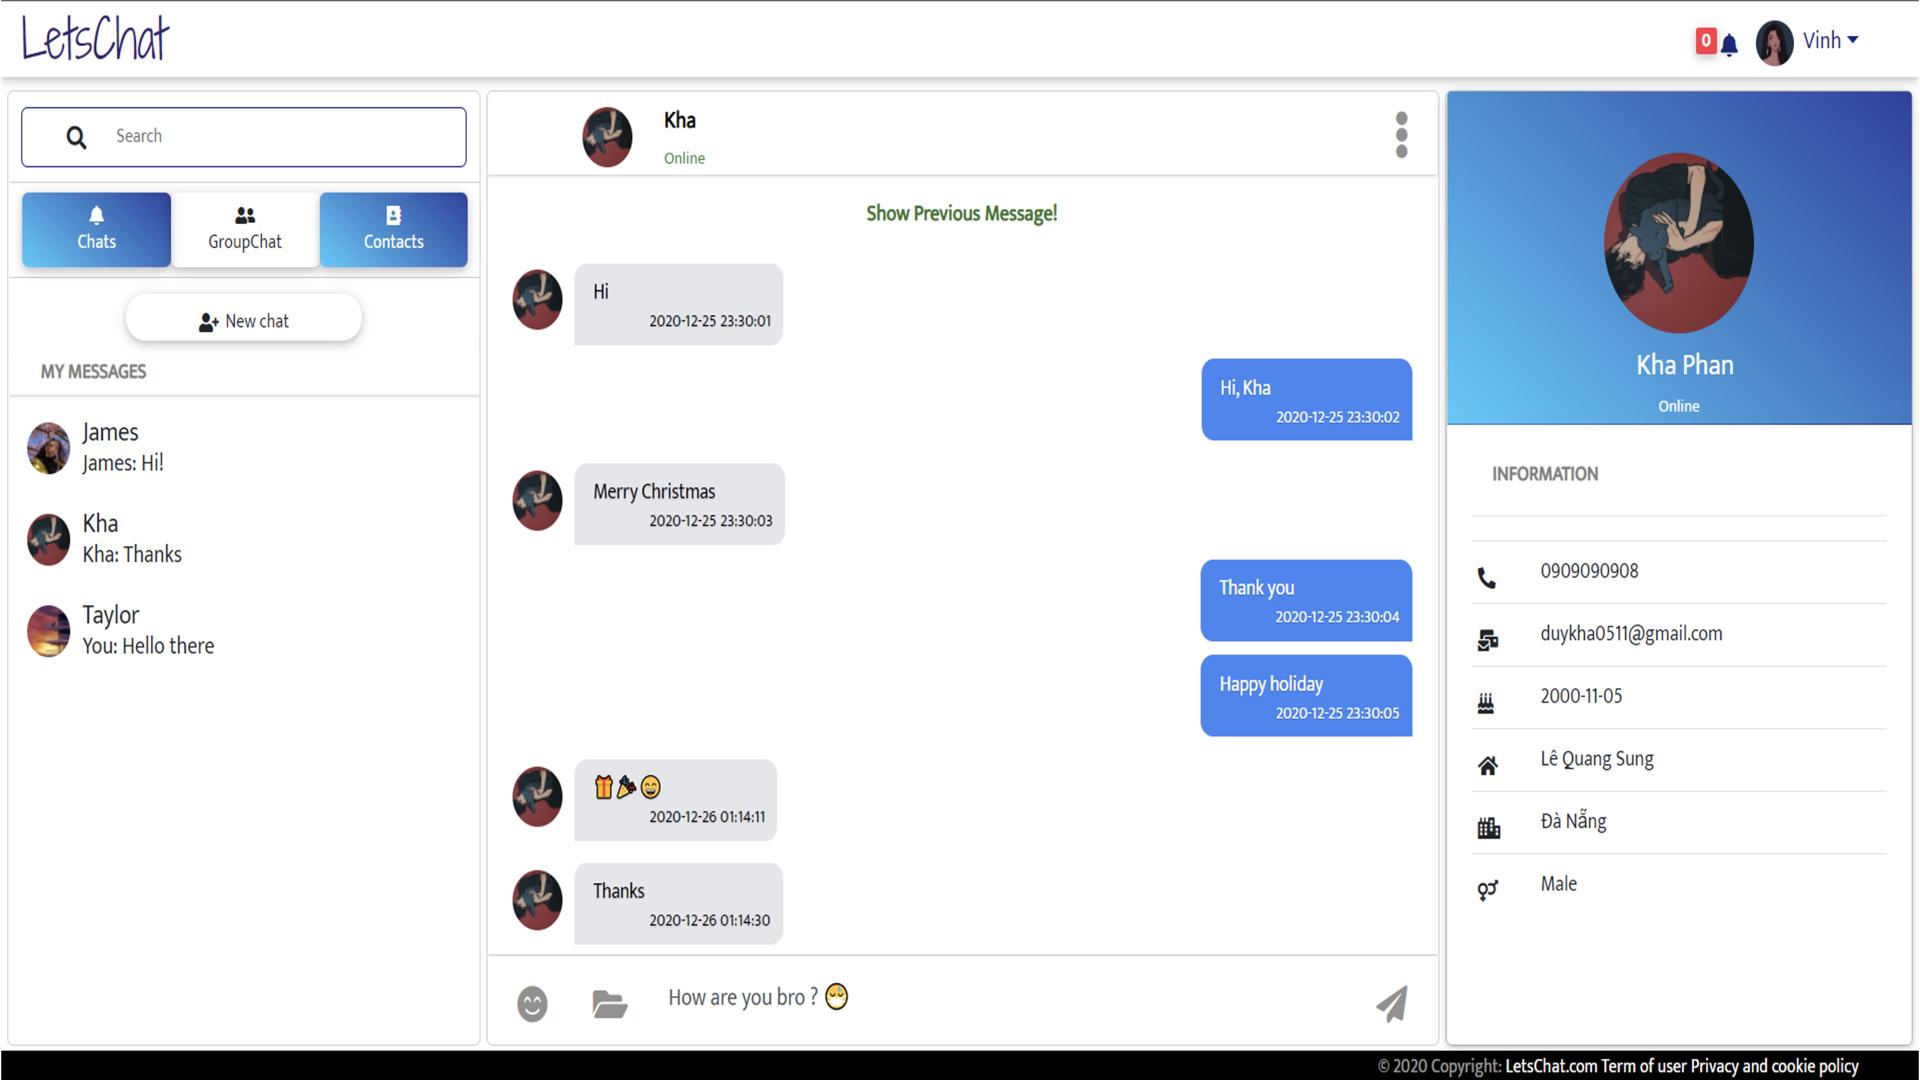 LetsChat
0 Vinh
Search
Chats
GroupChat
Contacts
New chat
MY MESSAGES
James
James: Hi!
Kha
Kha: Thanks
Taylor
You: Hello there
Kha
Online
Show Previous Message!
Hi
2020-12-25 23:30:01
Hi, Kha
2020-12-25 23:30:02
Merry Christmas
2020-12-25 23:30:03
Thank you
2020-12-25 23:30:04
Happy holiday
2020-12-25 23:30:05
🎁🎉😄
2020-12-26 01:14:11
Thanks
2020-12-26 01:14:30
How are you bro ? 😷
Kha Phan
Online
INFORMATION
0909090908
duykha0511@gmail.com
2000-11-05
Lê Quang Sung
Đà Nẵng
Male
© 2020 Copyright: LetsChat.com Term of user Privacy and cookie policy